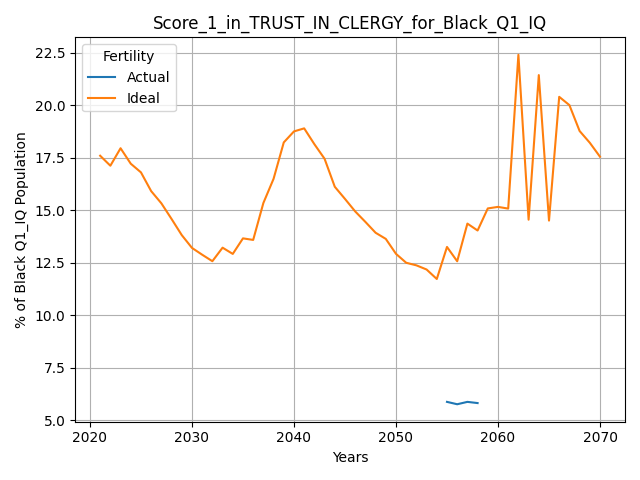 Score_1_in_TRUST_IN_CLERGY_for_Black_Q1_IQ
Fertility
Actual
Ideal
% of Black Q1_IQ Population
22.5
20.0
17.5
15.0
12.5
10.0
7.5
5.0
2020 2030 2040 2050 2060 2070
Years